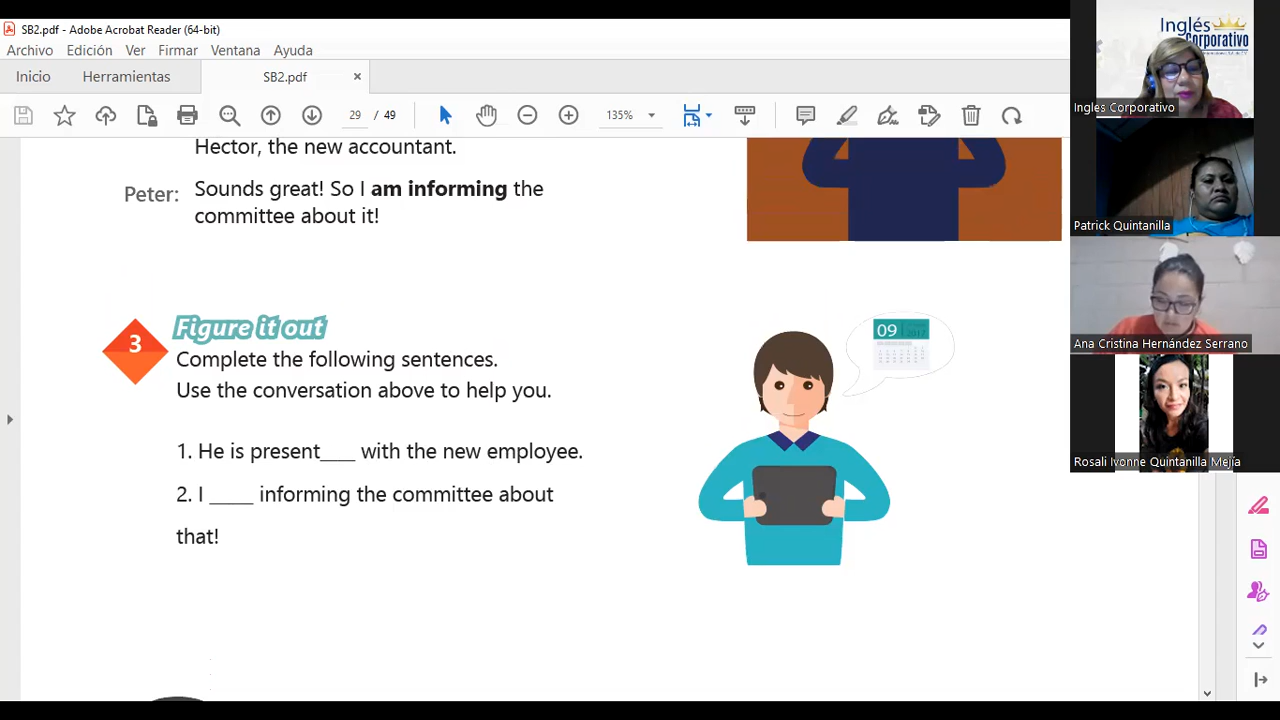 SB2.pdf - Adobe Acrobat Reader (64-bit)
Archivo Edición Ver Firmar Ventana Ayuda
Inicio Herramientas SB2.pdf ×
29 / 49 135%
Hector, the new accountant.
Peter: Sounds great! So I am informing the
committee about it!
3 Figure it out
Complete the following sentences.
Use the conversation above to help you.
1. He is present____ with the new employee.
2. I _____ informing the committee about
that!
09
2017
Inglés
Corporativo
Ingles Corporativo
Patrick Quintanilla
Ana Cristina Hernández Serrano
Rosali Ivonne Quintanilla Mejía